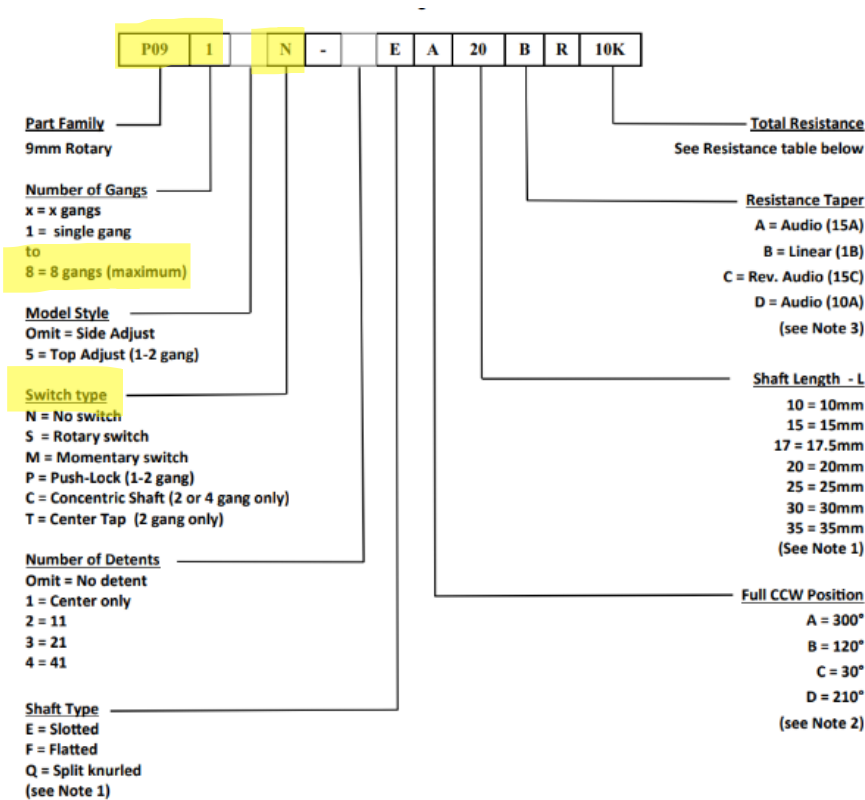 P09 1 N - E A 20 B R 10K
Part Family
9mm Rotary
Number of Gangs
x = x gangs
1 = single gang
to
8 = 8 gangs (maximum)
Model Style
Omit = Side Adjust
5 = Top Adjust (1-2 gang)
Switch type
N = No switch
S = Rotary switch
M = Momentary switch
P = Push-Lock (1-2 gang)
C = Concentric Shaft (2 or 4 gang only)
T = Center Tap (2 gang only)
Number of Detents
Omit = No detent
1 = Center only
2 = 11
3 = 21
4 = 41
Shaft Type
E = Slotted
F = Flatted
Q = Split knurled
(see Note 1)
Total Resistance
See Resistance table below
Resistance Taper
A = Audio (15A)
B = Linear (1B)
C = Rev. Audio (15C)
D = Audio (10A)
(see Note 3)
Shaft Length - L
10 = 10mm
15 = 15mm
17 = 17.5mm
20 = 20mm
25 = 25mm
30 = 30mm
35 = 35mm
(See Note 1)
Full CCW Position
A = 300°
B = 120°
C = 30°
D = 210°
(see Note 2)